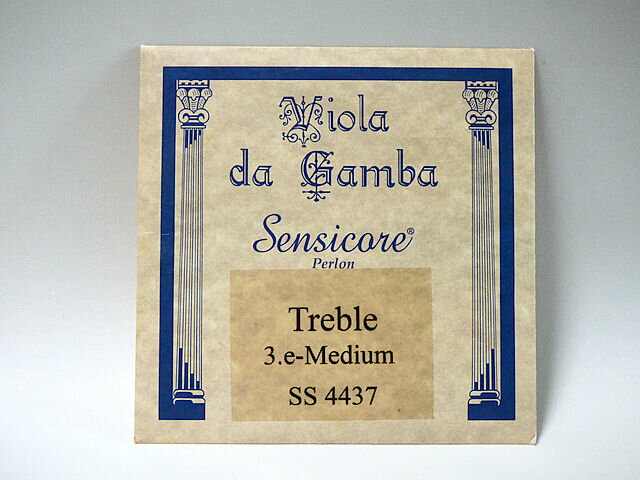 Viola
da Gamba
Sensicore®
Perlon
Treble
3.e-Medium
SS 4437